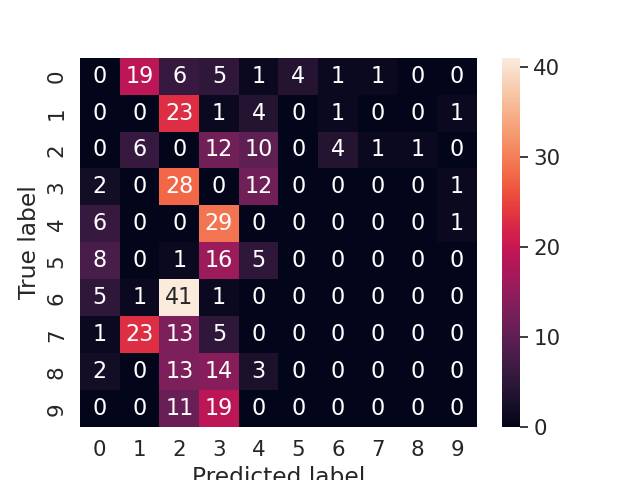 0 0 19 6 5 1 4 1 1 0 0
1 0 0 23 1 4 0 1 0 0 1
2 0 6 0 12 10 0 4 1 1 0
3 2 0 28 0 12 0 0 0 0 1
4 6 0 0 29 0 0 0 0 0 1
5 8 0 1 16 5 0 0 0 0 0
6 5 1 41 1 0 0 0 0 0 0
7 1 23 13 5 0 0 0 0 0 0
8 2 0 13 14 3 0 0 0 0 0
9 0 0 11 19 0 0 0 0 0 0
0 1 2 3 4 5 6 7 8 9
Predicted label
True label
40
30
20
10
0